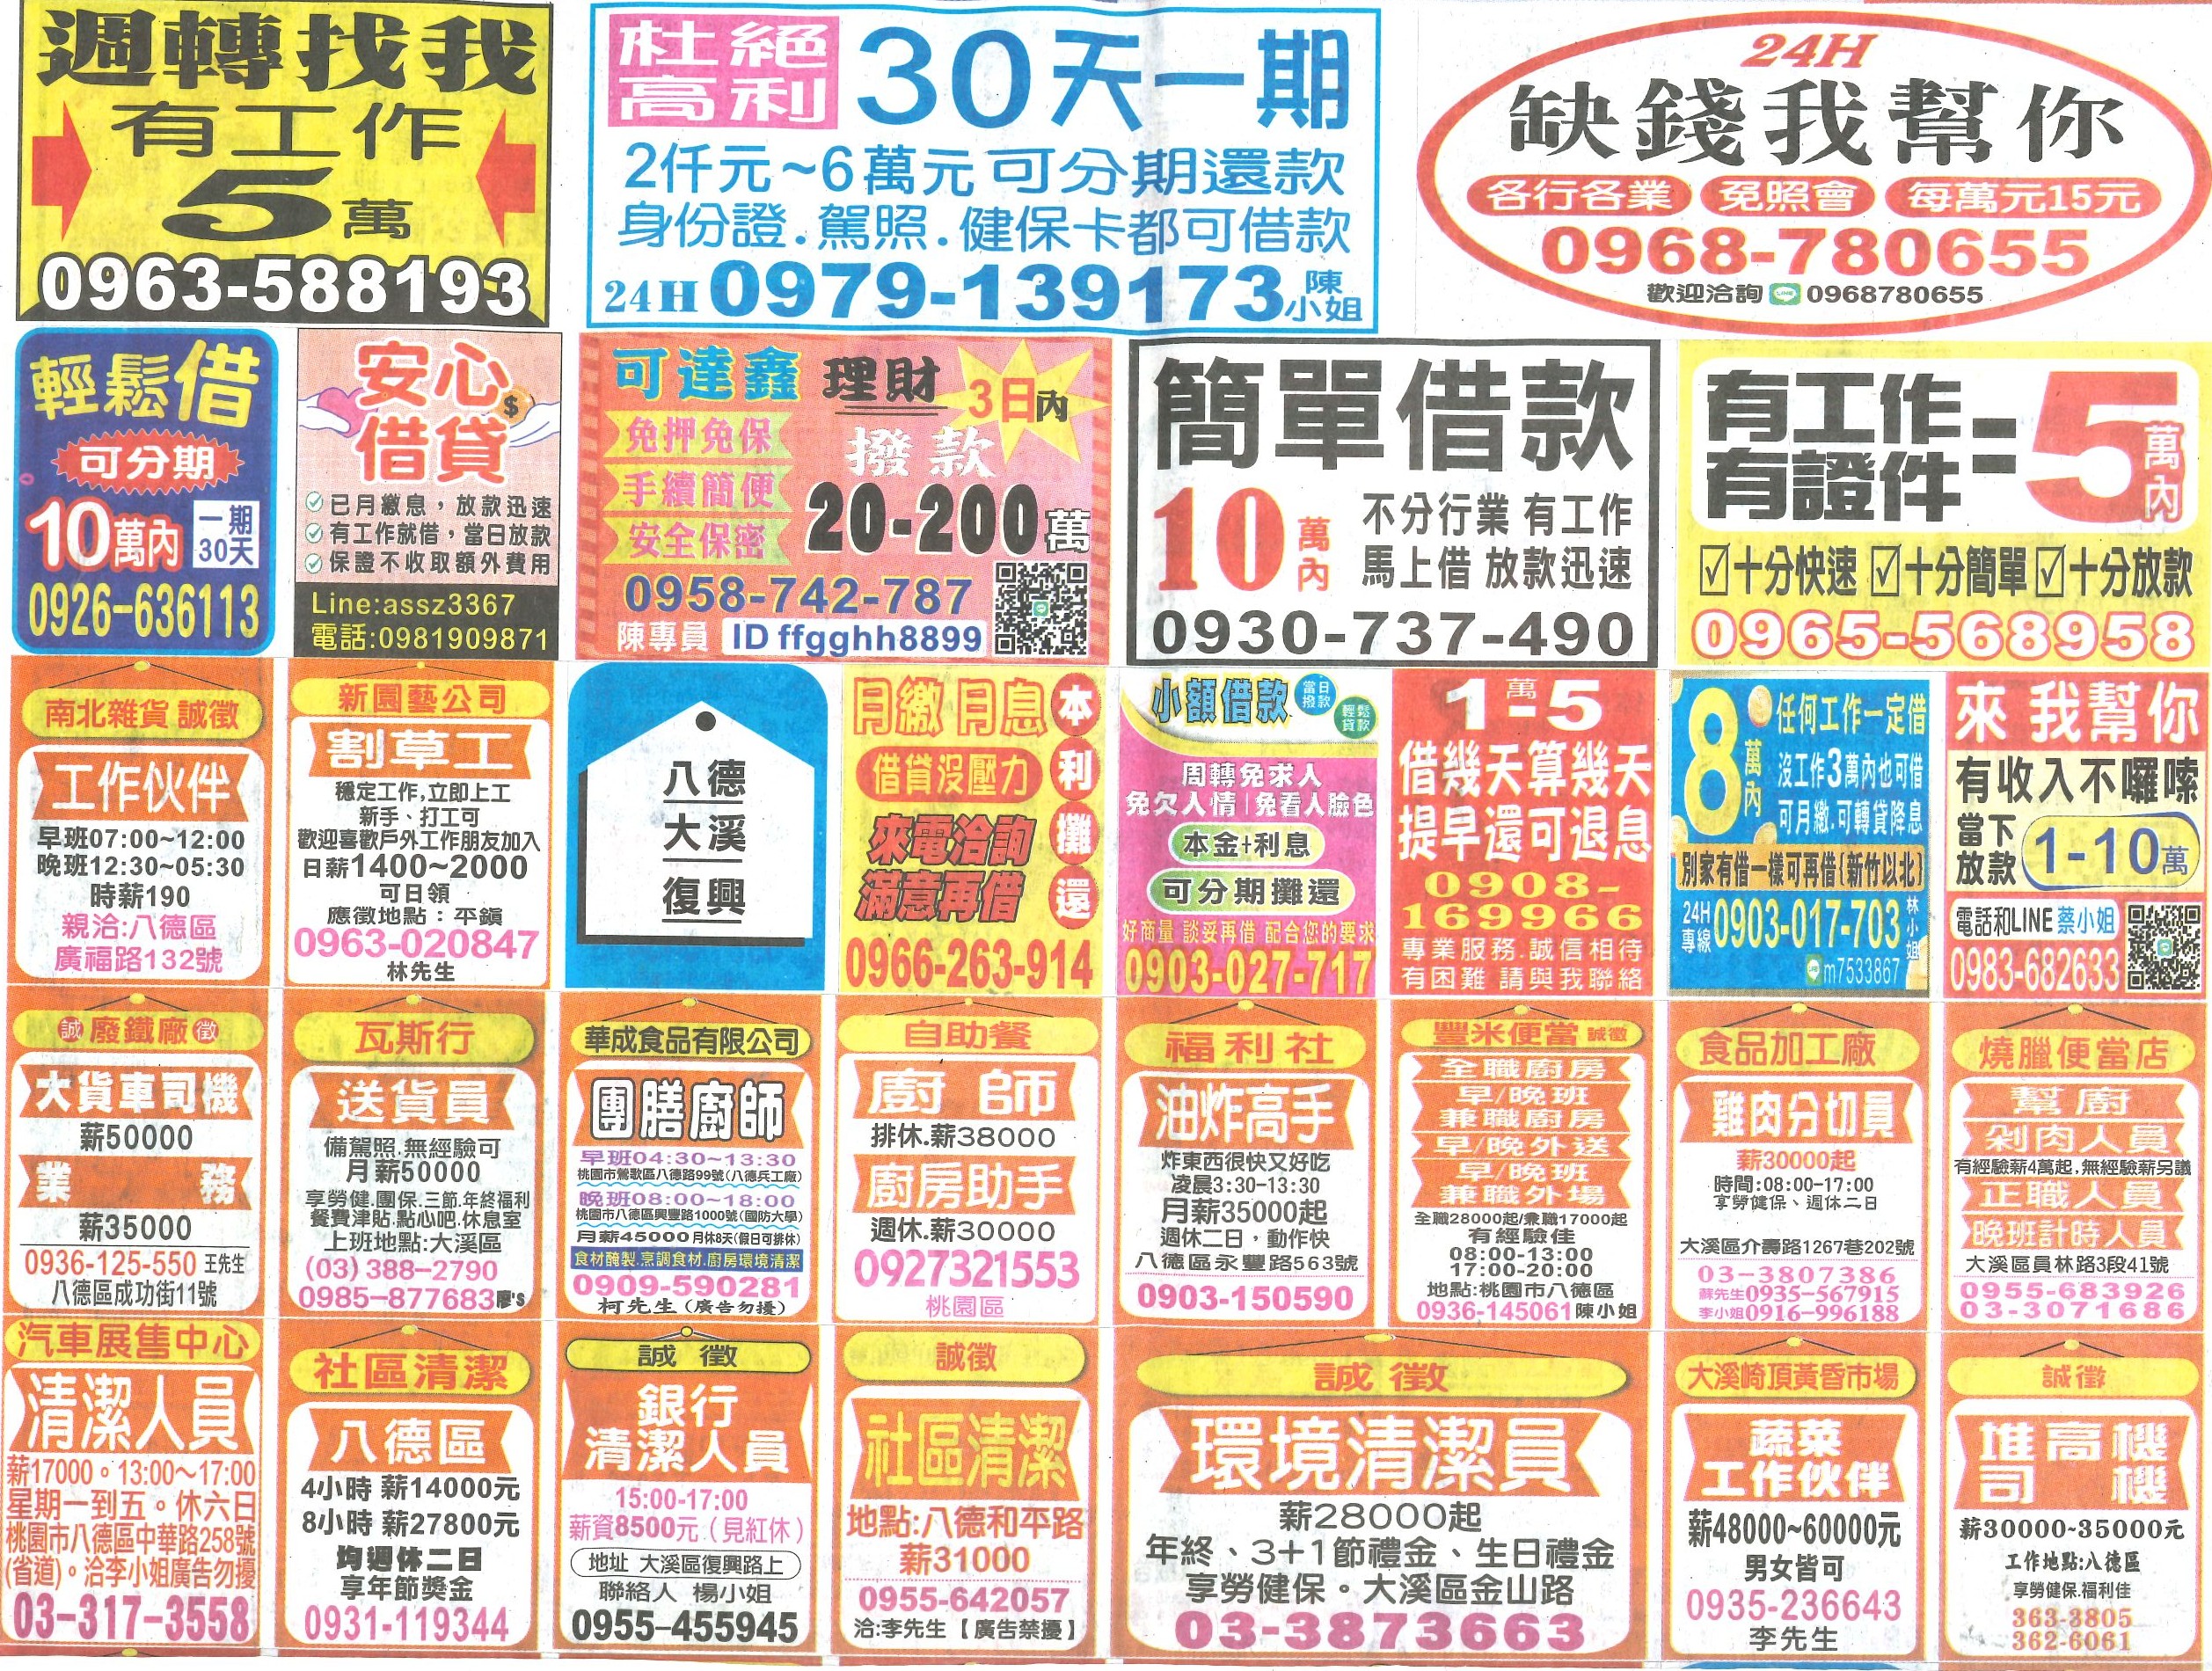 週轉找我
有工作
5萬
0963-588193
杜絕高利
30天一期
2仟元~6萬元可分期還款
身份證.駕照.健保卡都可借款
24H 0979-139173 陳小姐
24H
缺錢我幫你
各行各業 免照會 每萬元15元
0968-780655
歡迎洽詢 0968780655
輕鬆借
可分期
10萬內 一期30天
0926-636113
安心
借貸
已月繳息，放款迅速
有工作就借，當日放款
保證不收取額外費用
Line:assz3367
電話:0981909871
可達鑫 理財
3日內
撥款
免押免保
手續簡便
安全保密
20-200萬
0958-742-787
陳專員 ID ffgghh8899
簡單借款
10萬內
不分行業 有工作
馬上借 放款迅速
0930-737-490
有工作
有證件
=5萬內
十分快速 十分簡單 十分放款
0965-568958
南北雜貨 誠徵
工作伙伴
早班07:00~12:00
晚班12:30~05:30
時薪190
親洽:八德區
廣福路132號
新園藝公司
割草工
穩定工作,立即上工
新手、打工可
歡迎喜歡戶外工作朋友加入
日薪1400~2000
可日領
應徵地點：平鎮
0963-020847
林先生
八德
大溪
復興
月繳月息
借貸沒壓力
來電洽詢
滿意再借
本利攤還
0966-263-914
小額借款
當日撥款
輕鬆貸款
周轉免求人
免欠人情|免看人臉色
本金+利息
可分期攤還
好商量 談妥再借 配合您的要求
0903-027-717
1-5萬
借幾天算幾天
提早還可退息
0908-
169966
專業服務.誠信相待
有困難 請與我聯絡
8萬內
任何工作一定借
沒工作3萬內也可借
可月繳.可轉貸降息
別家有借一樣可再借{新竹以北}
24H專線 0903-017-703 林小姐
m7533867
來我幫你
有收入不囉嗦
當下放款 1-10萬
電話和LINE 蔡小姐
0983-682633
誠 廢鐵廠 徵
大貨車司機
薪50000
業務
薪35000
0936-125-550 王先生
八德區成功街11號
瓦斯行
送貨員
備駕照.無經驗可
月薪50000
享勞健.團保.三節.年終福利
餐費津貼.點心吧.休息室
上班地點:大溪區
(03)388-2790
0985-877683廖's
華成食品有限公司
團膳廚師
早班04:30~13:30
桃園市鶯歌區八德路99號(八德兵工廠)
晚班08:00~18:00
桃園市八德區興豐路1000號(國防大學)
月薪45000 月休8天(假日可排休)
食材醃製.烹調食材.廚房環境清潔
0909-590281
柯先生(廣告勿擾)
自助餐
廚師
排休.薪38000
廚房助手
週休.薪30000
0927321553
桃園區
福利社
油炸高手
炸東西很快又好吃
凌晨3:30-13:30
月薪35000起
週休二日，動作快
八德區永豐路563號
0903-150590
豐米便當 誠徵
全職廚房
早/晚班
兼職廚房
早/晚外送
早/晚班
兼職外場
全職28000起/兼職17000起
有經驗佳
08:00-13:00
17:00-20:00
地點:桃園市八德區
0936-145061陳小姐
食品加工廠
雞肉分切員
薪30000起
時間:08:00-17:00
享勞健保、週休二日
大溪區介壽路1267巷202號
03-3807386
蘇先生0935-567915
李小姐0916-996188
燒臘便當店
幫廚
剁肉人員
有經驗薪4萬起,無經驗薪另議
正職人員
晚班計時人員
大溪區員林路3段41號
0955-683926
03-3071686
汽車展售中心
清潔人員
薪17000。13:00~17:00
星期一到五。休六日
桃園市八德區中華路258號
(省道)。洽李小姐廣告勿擾
03-317-3558
社區清潔
八德區
4小時 薪14000元
8小時 薪27800元
均週休二日
享年節獎金
0931-119344
誠徵
銀行
清潔人員
15:00-17:00
薪資8500元(見紅休)
地址 大溪區復興路上
聯絡人 楊小姐
0955-455945
誠徵
社區清潔
地點:八德和平路
薪31000
0955-642057
洽:李先生【廣告禁擾】
誠徵
環境清潔員
薪28000起
年終、3+1節禮金、生日禮金
享勞健保。大溪區金山路
03-3873663
大溪崎頂黃昏市場
蔬菜
工作伙伴
薪48000~60000元
男女皆可
0935-236643
李先生
誠徵
堆高機
司機
薪30000~35000元
工作地點:八德區
享勞健保.福利佳
363-3805
362-6061